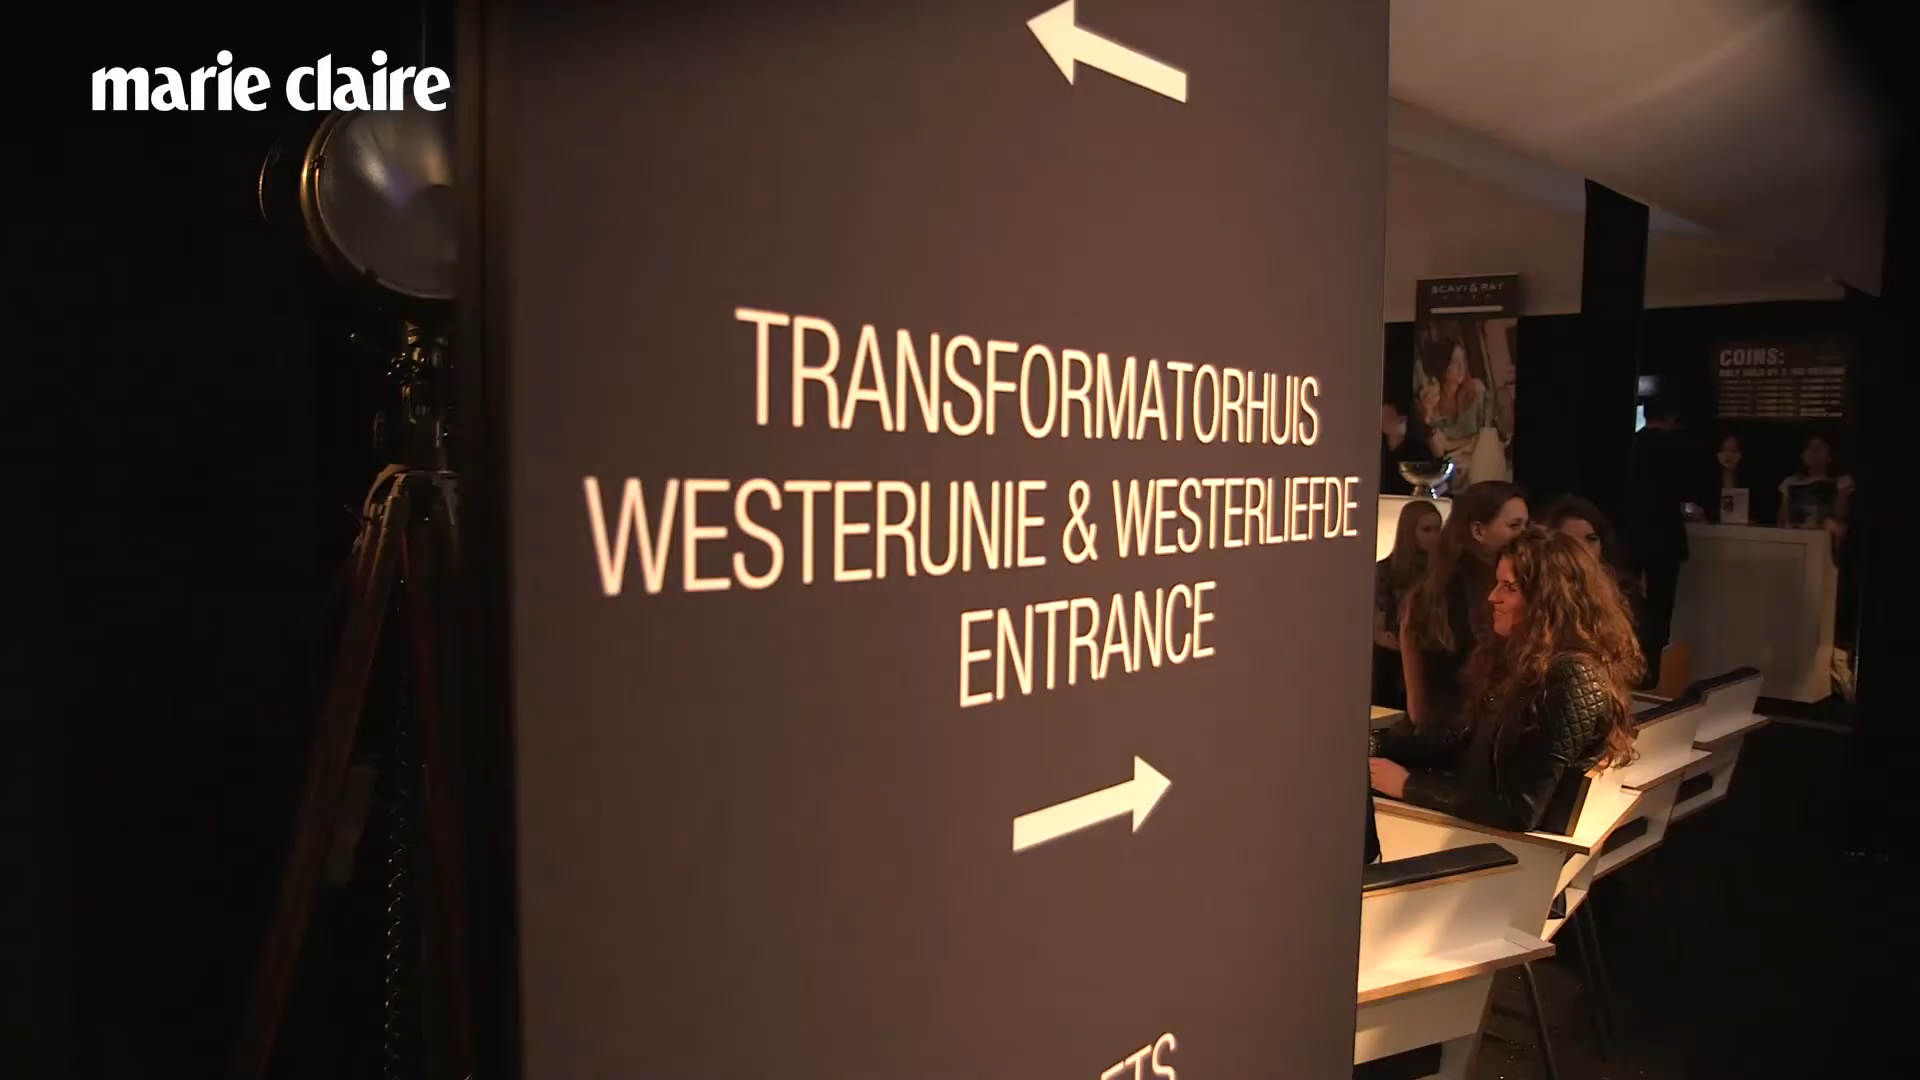 marie claire
TRANSFORMATORHUIS
WESTERUNIE & WESTERLIEFDE
ENTRANCE
SCAVI & RAY
COINS: